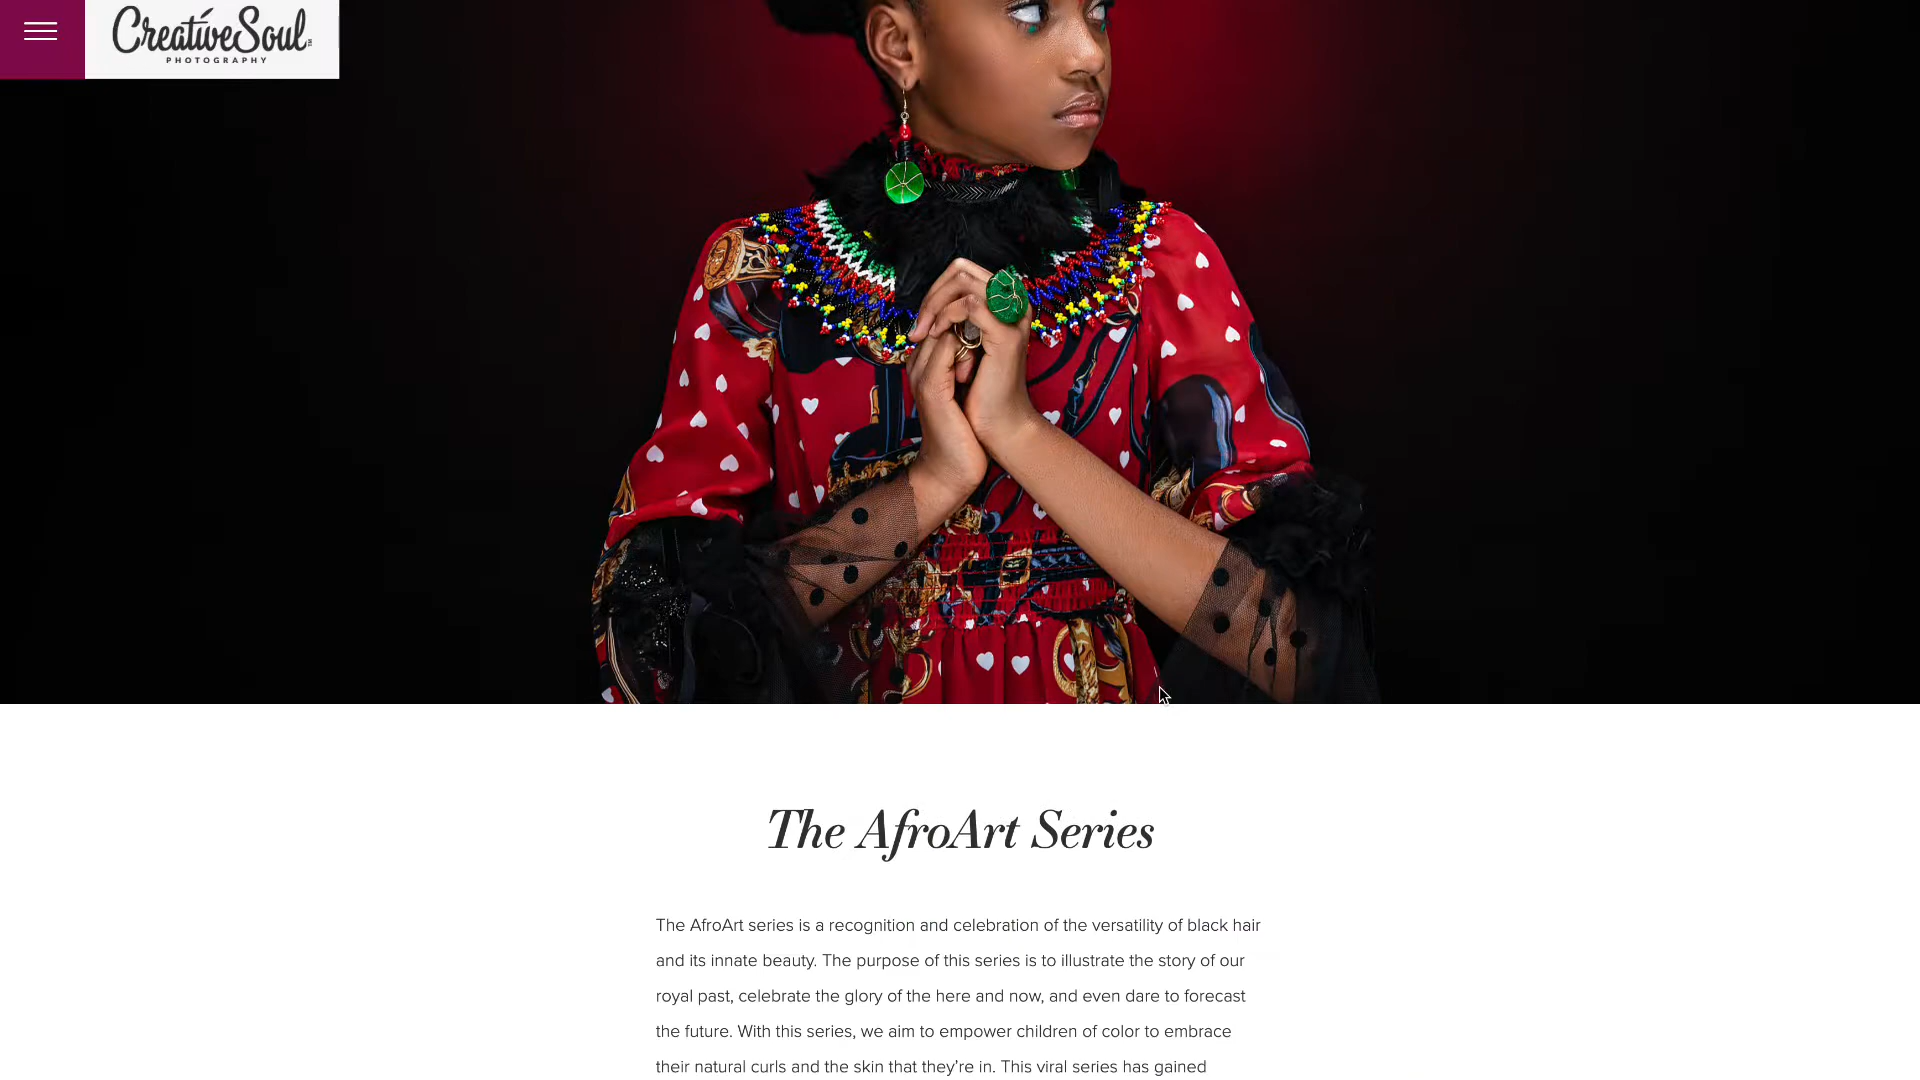 CreativeSoul™
PHOTOGRAPHY
The AfroArt Series
The AfroArt series is a recognition and celebration of the versatility of black hair
and its innate beauty. The purpose of this series is to illustrate the story of our
royal past, celebrate the glory of the here and now, and even dare to forecast
the future. With this series, we aim to empower children of color to embrace
their natural curls and the skin that they’re in. This viral series has gained